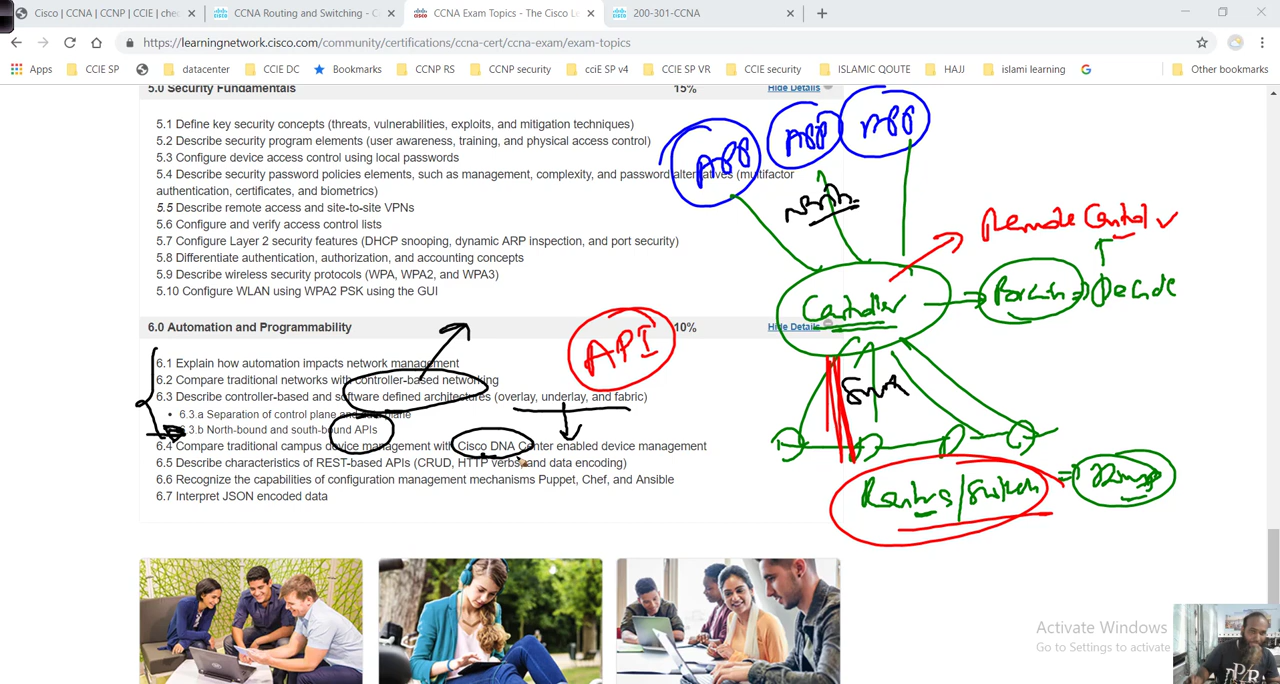 Cisco | CCNA | CCNP | CCIE | che
CCNA Routing and Switching - C
CCNA Exam Topics - The Cisco Le
200-301-CCNA
https://learningnetwork.cisco.com/community/certifications/ccna-cert/ccna-exam/exam-topics
Apps
CCIE SP
datacenter
CCIE DC
Bookmarks
CCNP RS
CCNP security
cciE SP v4
CCIE SP VR
CCIE security
ISLAMIC QOUTE
HAJJ
islami learning
Other bookmarks
5.0 Security Fundamentals 15% Hide Details
5.1 Describe key security concepts (threats, vulnerabilities, exploits, and mitigation techniques)
5.2 Describe security program elements (user awareness, training, and physical access control)
5.3 Configure device access control using local passwords
5.4 Describe security password policies elements, such as management, complexity, and password alternatives (multifactor
authentication, certificates, and biometrics)
5.5 Describe remote access and site-to-site VPNs
5.6 Configure and verify access control lists
5.7 Configure Layer 2 security features (DHCP snooping, dynamic ARP inspection, and port security)
5.8 Differentiate authentication, authorization, and accounting concepts
5.9 Describe wireless security protocols (WPA, WPA2, and WPA3)
5.10 Configure WLAN using WPA2 PSK using the GUI
6.0 Automation and Programmability 10% Hide Details
6.1 Explain how automation impacts network management
6.2 Compare traditional networks with controller-based networking
6.3 Describe controller-based and software defined architectures (overlay, underlay, and fabric)
6.3.a Separation of control plane and data plane
6.3.b North-bound and south-bound APIs
6.4 Compare traditional campus device management with Cisco DNA Center enabled device management
6.5 Describe characteristics of REST-based APIs (CRUD, HTTP verbs, and data encoding)
6.6 Recognize the capabilities of configuration management mechanisms Puppet, Chef, and Ansible
6.7 Interpret JSON encoded data
APP
APP
APP
North
Remote Control
Controller
Decide
API
South
Routers/Switch
Activate Windows
Go to Settings to activate